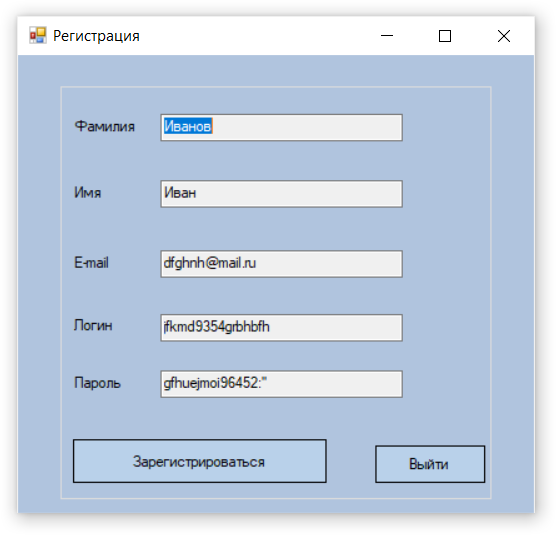 Регистрация
Фамилия Иванов
Имя Иван
E-mail dfghnh@mail.ru
Логин jfkmd9354grbhbfh
Пароль gfhuejmoi96452:"
Зарегистрироваться Выйти